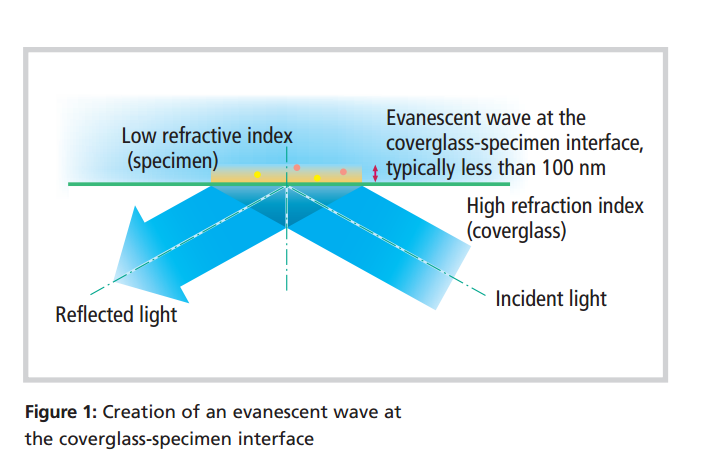 Low refractive index
(specimen)
Evanescent wave at the
coverglass-specimen interface,
typically less than 100 nm
High refraction index
(coverglass)
Incident light
Reflected light
Figure 1: Creation of an evanescent wave at
the coverglass-specimen interface